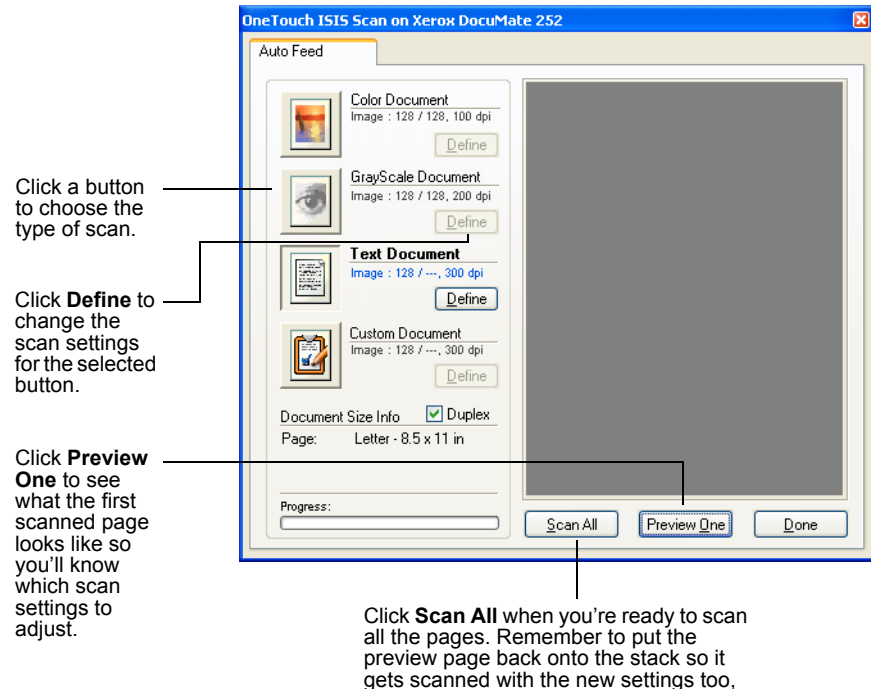 OneTouch ISIS Scan on Xerox DocuMate 252
Auto Feed
Color Document
Image : 128 / 128, 100 dpi
Define
GrayScale Document
Image : 128 / 128, 200 dpi
Define
Text Document
Image : 128 / ---, 300 dpi
Define
Custom Document
Image : 128 / ---, 300 dpi
Define
Document Size Info
Duplex
Page: Letter - 8.5 x 11 in
Progress:
Scan All
Preview One
Done
Click a button
to choose the
type of scan.
Click Define to
change the
scan settings
for the selected
button.
Click Preview
One to see
what the first
scanned page
looks like so
you'll know
which scan
settings to
adjust.
Click Scan All when you're ready to scan
all the pages. Remember to put the
preview page back onto the stack so it
gets scanned with the new settings too,